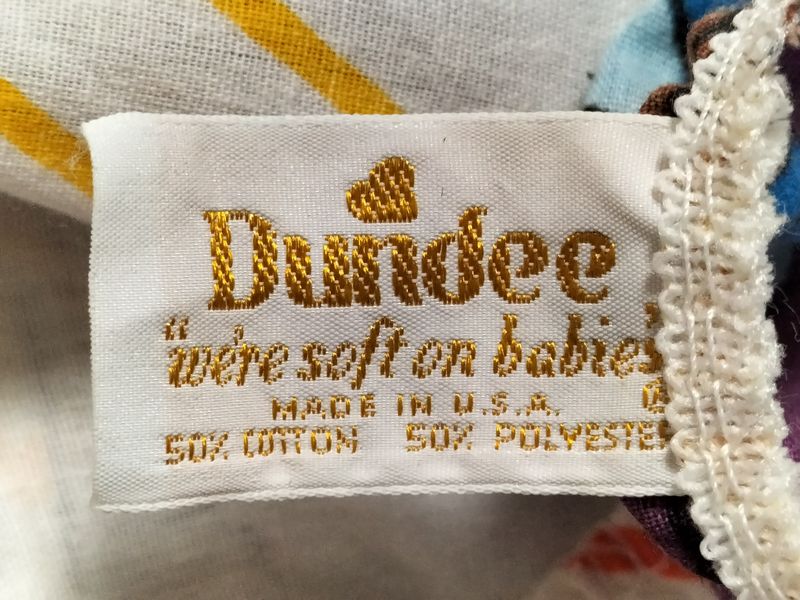 Dundee
"we're soft on babies"
MADE IN U.S.A. ®
50% COTTON 50% POLYESTER